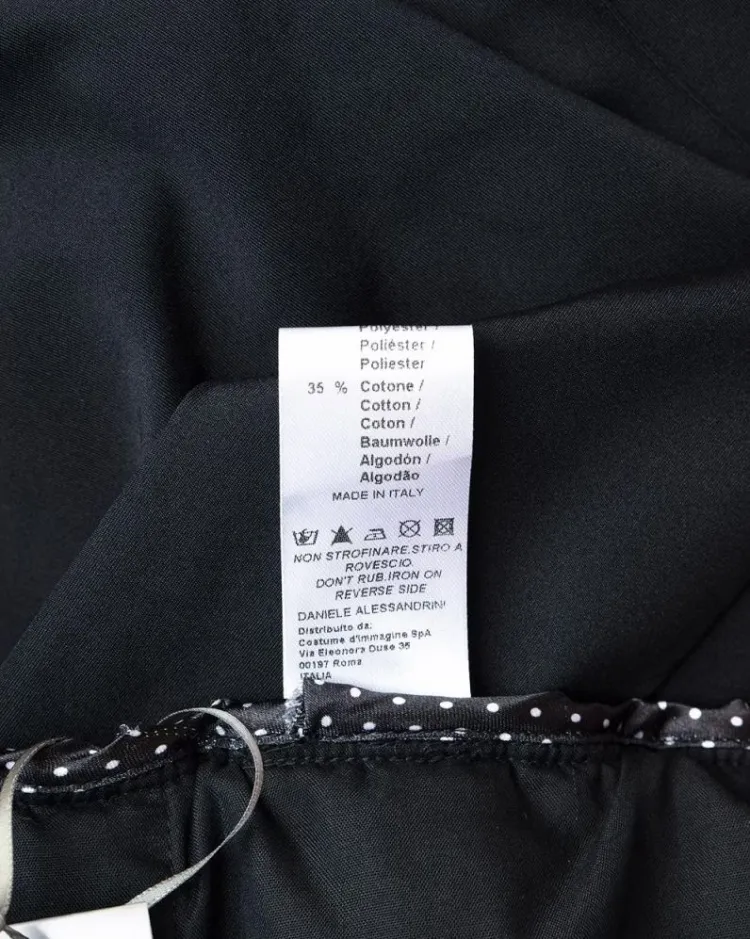 Polyester /
Poliéster /
Poliester
35 % Cotone /
Cotton /
Coton /
Baumwolle /
Algodón /
Algodão
MADE IN ITALY
NON STROFINARE.STIRO A
ROVESCIO.
DON'T RUB.IRON ON
REVERSE SIDE
DANIELE ALESSANDRINI
Distribuito da:
Costume d'immagine SpA
Via Eleonora Duse 35
00197 Roma
ITALIA